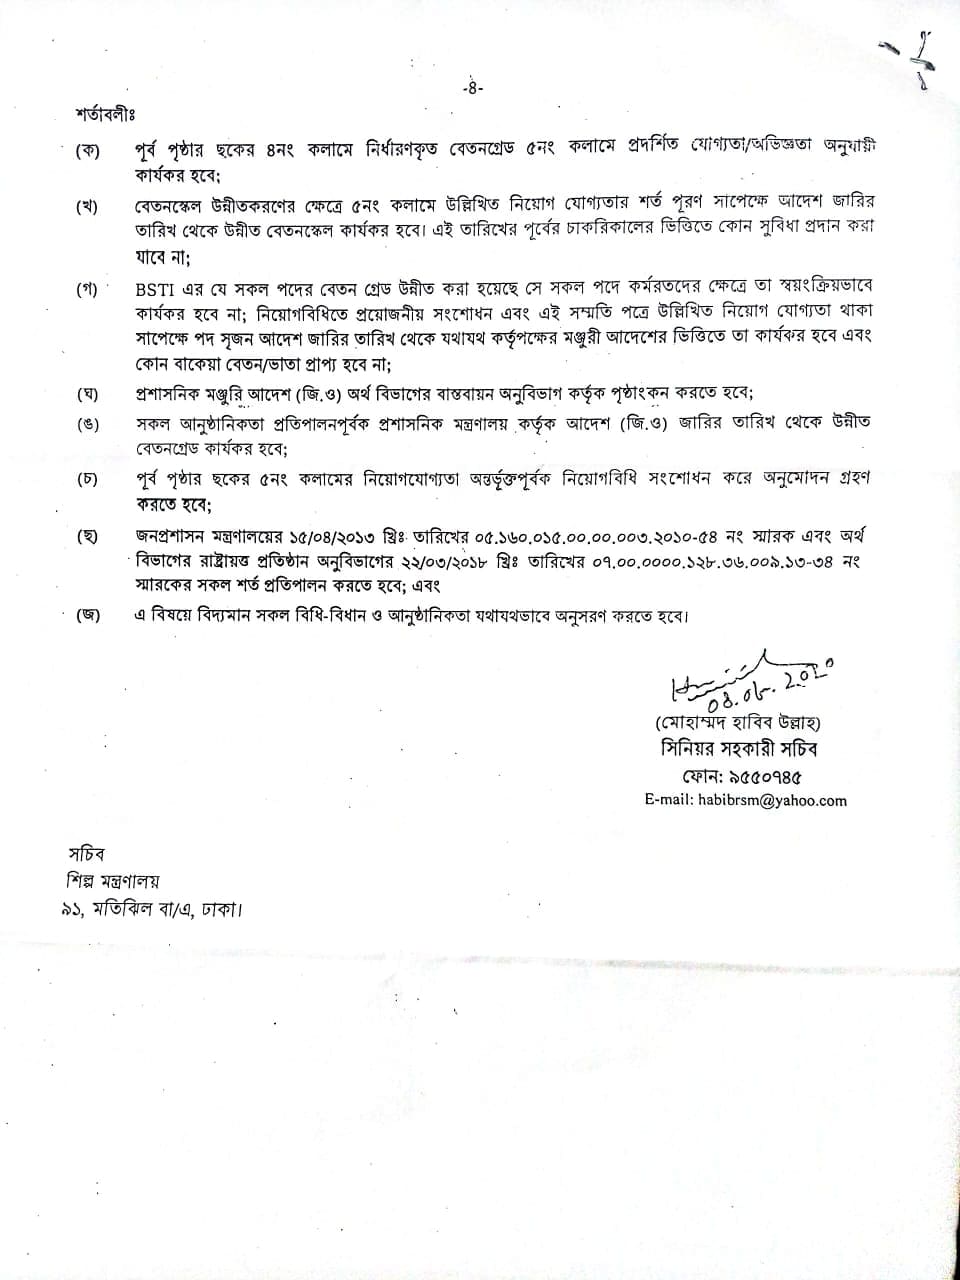 -৪-
শর্তাবলীঃ
(ক) পূর্ব পৃষ্ঠার ছকের ৪নং কলামে নির্ধারণকৃত বেতনগ্রেড ৫নং কলামে প্রদর্শিত যোগ্যতা/অভিজ্ঞতা অনুযায়ী
কার্যকর হবে;
(খ) বেতনস্কেল উন্নীতকরণের ক্ষেত্রে ৫নং কলামে উল্লিখিত নিয়োগ যোগ্যতার শর্ত পূরণ সাপেক্ষে আদেশ জারির
তারিখ থেকে উন্নীত বেতনস্কেল কার্যকর হবে। এই তারিখের পূর্বের চাকরিকালের ভিত্তিতে কোন সুবিধা প্রদান করা
যাবে না;
(গ) BSTI এর যে সকল পদের বেতন গ্রেড উন্নীত করা হয়েছে সে সকল পদে কর্মরতদের ক্ষেত্রে তা স্বয়ংক্রিয়ভাবে
কার্যকর হবে না; নিয়োগবিধিতে প্রয়োজনীয় সংশোধন এবং এই সম্মতি পত্রে উল্লিখিত নিয়োগ যোগ্যতা থাকা
সাপেক্ষে পদ সৃজন আদেশ জারির তারিখ থেকে যথাযথ কর্তৃপক্ষের মঞ্জুরী আদেশের ভিত্তিতে তা কার্যকর হবে এবং
কোন বাকেয়া বেতন/ভাতা প্রাপ্য হবে না;
(ঘ) প্রশাসনিক মঞ্জুরি আদেশ (জি.ও) অর্থ বিভাগের বাস্তবায়ন অনুবিভাগ কর্তৃক পৃষ্ঠাংকন করতে হবে;
(ঙ) সকল আনুষ্ঠানিকতা প্রতিপালনপূর্বক প্রশাসনিক মন্ত্রণালয় কর্তৃক আদেশ (জি.ও) জারির তারিখ থেকে উন্নীত
বেতনগ্রেড কার্যকর হবে;
(চ) পূর্ব পৃষ্ঠার ছকের ৫নং কলামের নিয়োগযোগ্যতা অন্তর্ভূক্তপূর্বক নিয়োগবিধি সংশোধন করে অনুমোদন গ্রহণ
করতে হবে;
(ছ) জনপ্রশাসন মন্ত্রণালয়ের ১৫/০৪/২০১৩ খ্রিঃ তারিখের ০৫.১৬০.০১৫.০০.০০.০০৩.২০১০-৫৪ নং স্মারক এবং অর্থ
বিভাগের রাষ্ট্রায়ত্ত প্রতিষ্ঠান অনুবিভাগের ২২/০৩/২০১৮ খ্রিঃ তারিখের ০৭.০০.০০০০.১২৮.৩৬.০০৯.১৩-৩৪ নং
স্মারকের সকল শর্ত প্রতিপালন করতে হবে; এবং
(জ) এ বিষয়ে বিদ্যমান সকল বিধি-বিধান ও আনুষ্ঠানিকতা যথাযথভাবে অনুসরণ করতে হবে।
(মোহাম্মদ হাবিব উল্লাহ)
সিনিয়র সহকারী সচিব
ফোন: ৯৫৫০৭৪৫
E-mail: habibrsm@yahoo.com
সচিব
শিল্প মন্ত্রণালয়
৯১, মতিঝিল বা/এ, ঢাকা।